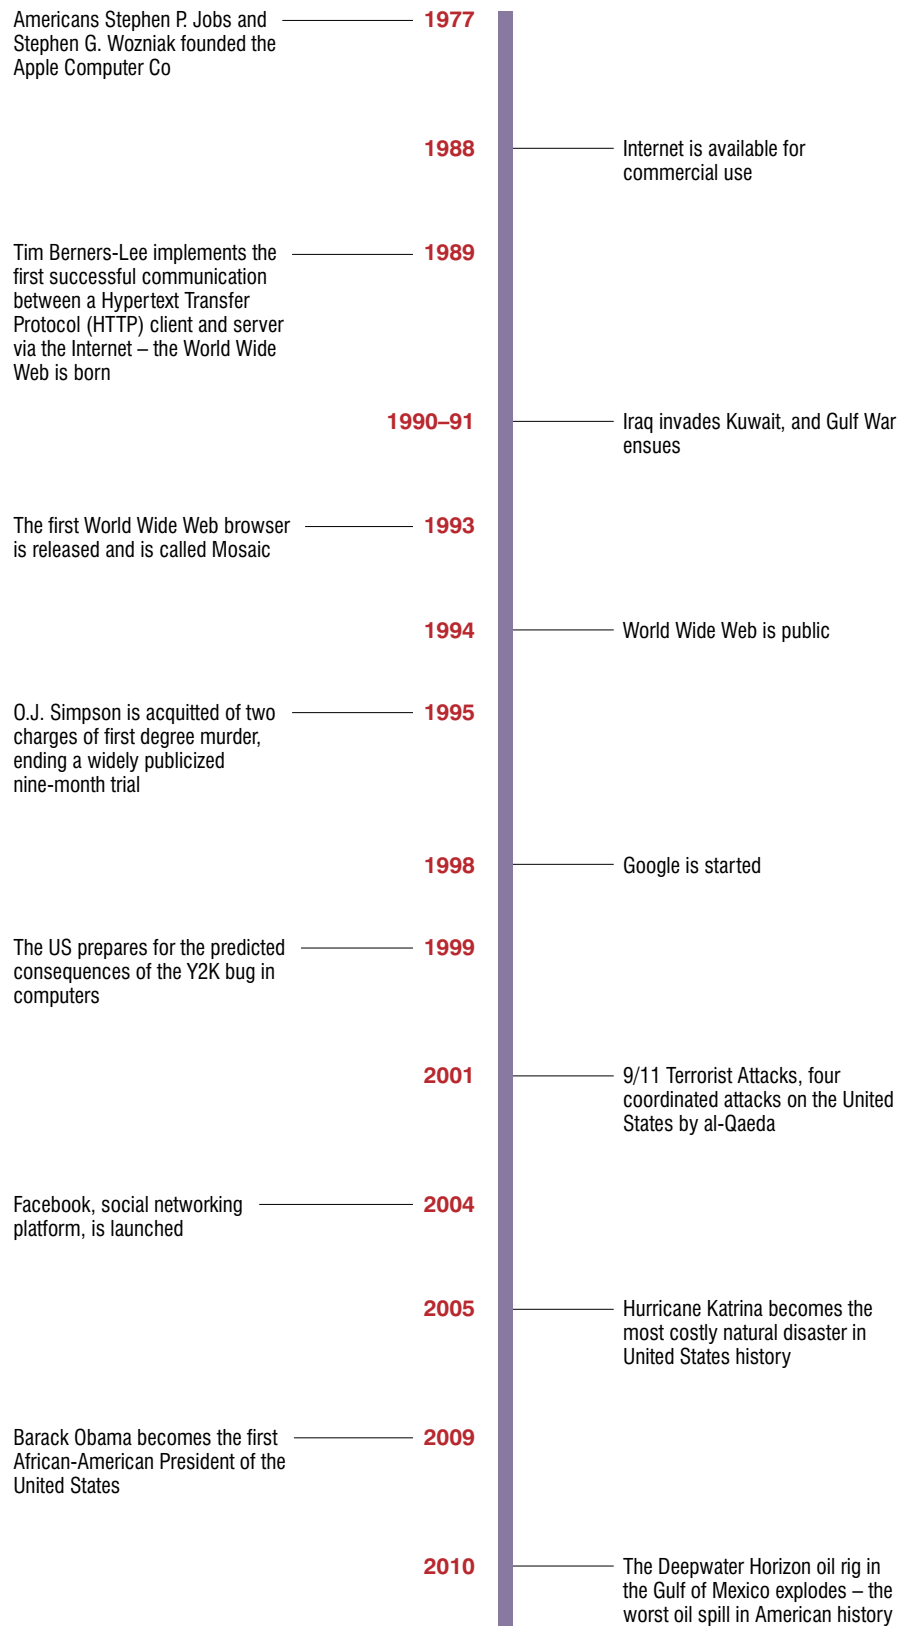 Americans Stephen P. Jobs and
Stephen G. Wozniak founded the
Apple Computer Co
1977
1988
Internet is available for
commercial use
Tim Berners-Lee implements the
first successful communication
between a Hypertext Transfer
Protocol (HTTP) client and server
via the Internet – the World Wide
Web is born
1989
1990–91
Iraq invades Kuwait, and Gulf War
ensues
The first World Wide Web browser
is released and is called Mosaic
1993
1994
World Wide Web is public
O.J. Simpson is acquitted of two
charges of first degree murder,
ending a widely publicized
nine-month trial
1995
1998
Google is started
The US prepares for the predicted
consequences of the Y2K bug in
computers
1999
2001
9/11 Terrorist Attacks, four
coordinated attacks on the United
States by al-Qaeda
Facebook, social networking
platform, is launched
2004
2005
Hurricane Katrina becomes the
most costly natural disaster in
United States history
Barack Obama becomes the first
African-American President of the
United States
2009
2010
The Deepwater Horizon oil rig in
the Gulf of Mexico explodes – the
worst oil spill in American history